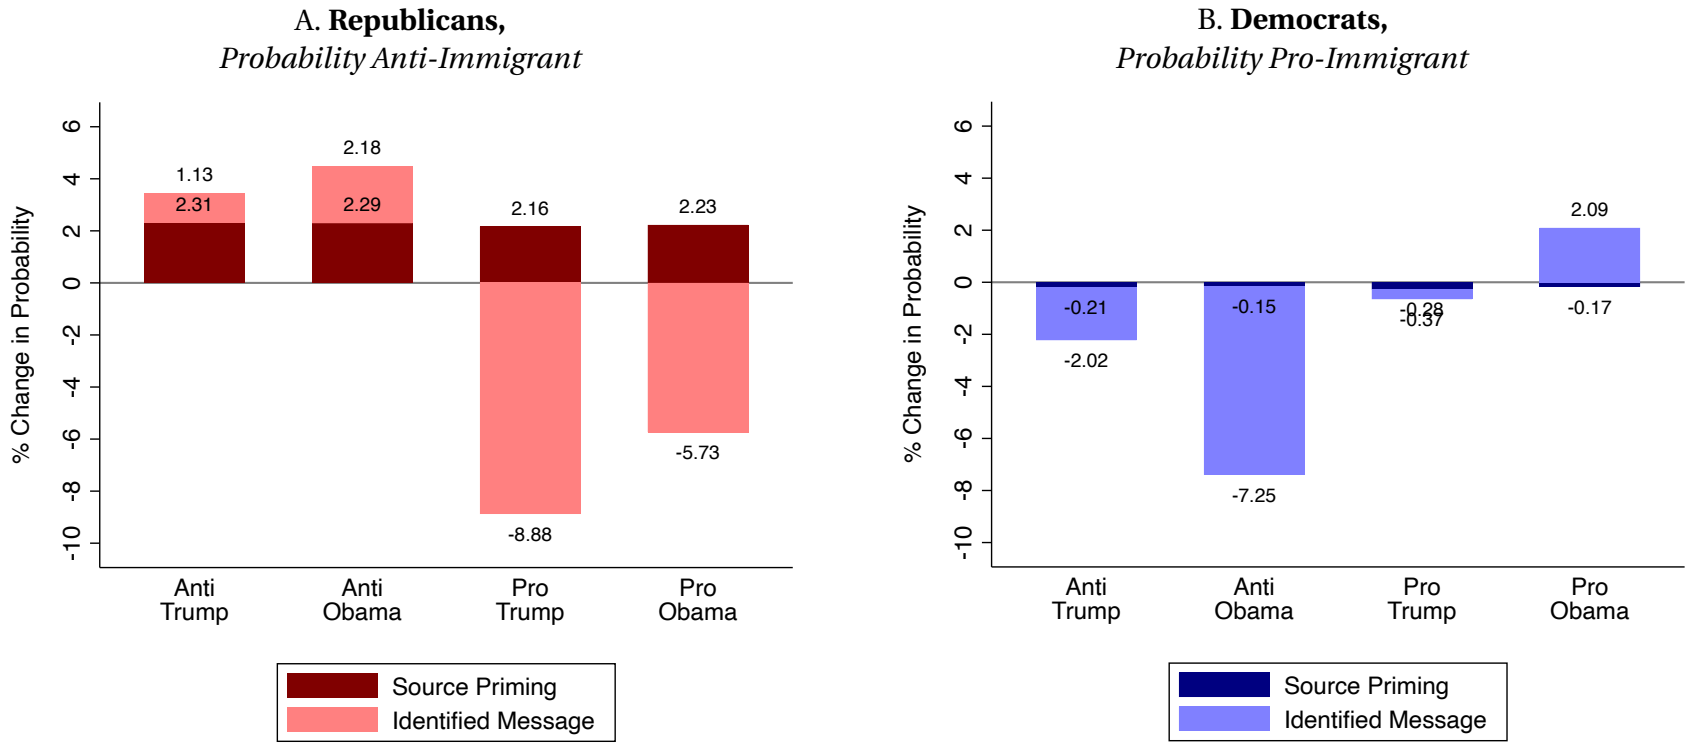 A. Republicans,
Probability Anti-Immigrant
% Change in Probability
6
4
2
0
-2
-4
-6
-8
-10
1.13
2.31
2.18
2.29
2.16
-8.88
2.23
-5.73
Anti
Trump
Anti
Obama
Pro
Trump
Pro
Obama
Source Priming
Identified Message
B. Democrats,
Probability Pro-Immigrant
% Change in Probability
6
4
2
0
-2
-4
-6
-8
-10
-0.21
-2.02
-0.15
-7.25
-0.28
-0.37
2.09
-0.17
Anti
Trump
Anti
Obama
Pro
Trump
Pro
Obama
Source Priming
Identified Message